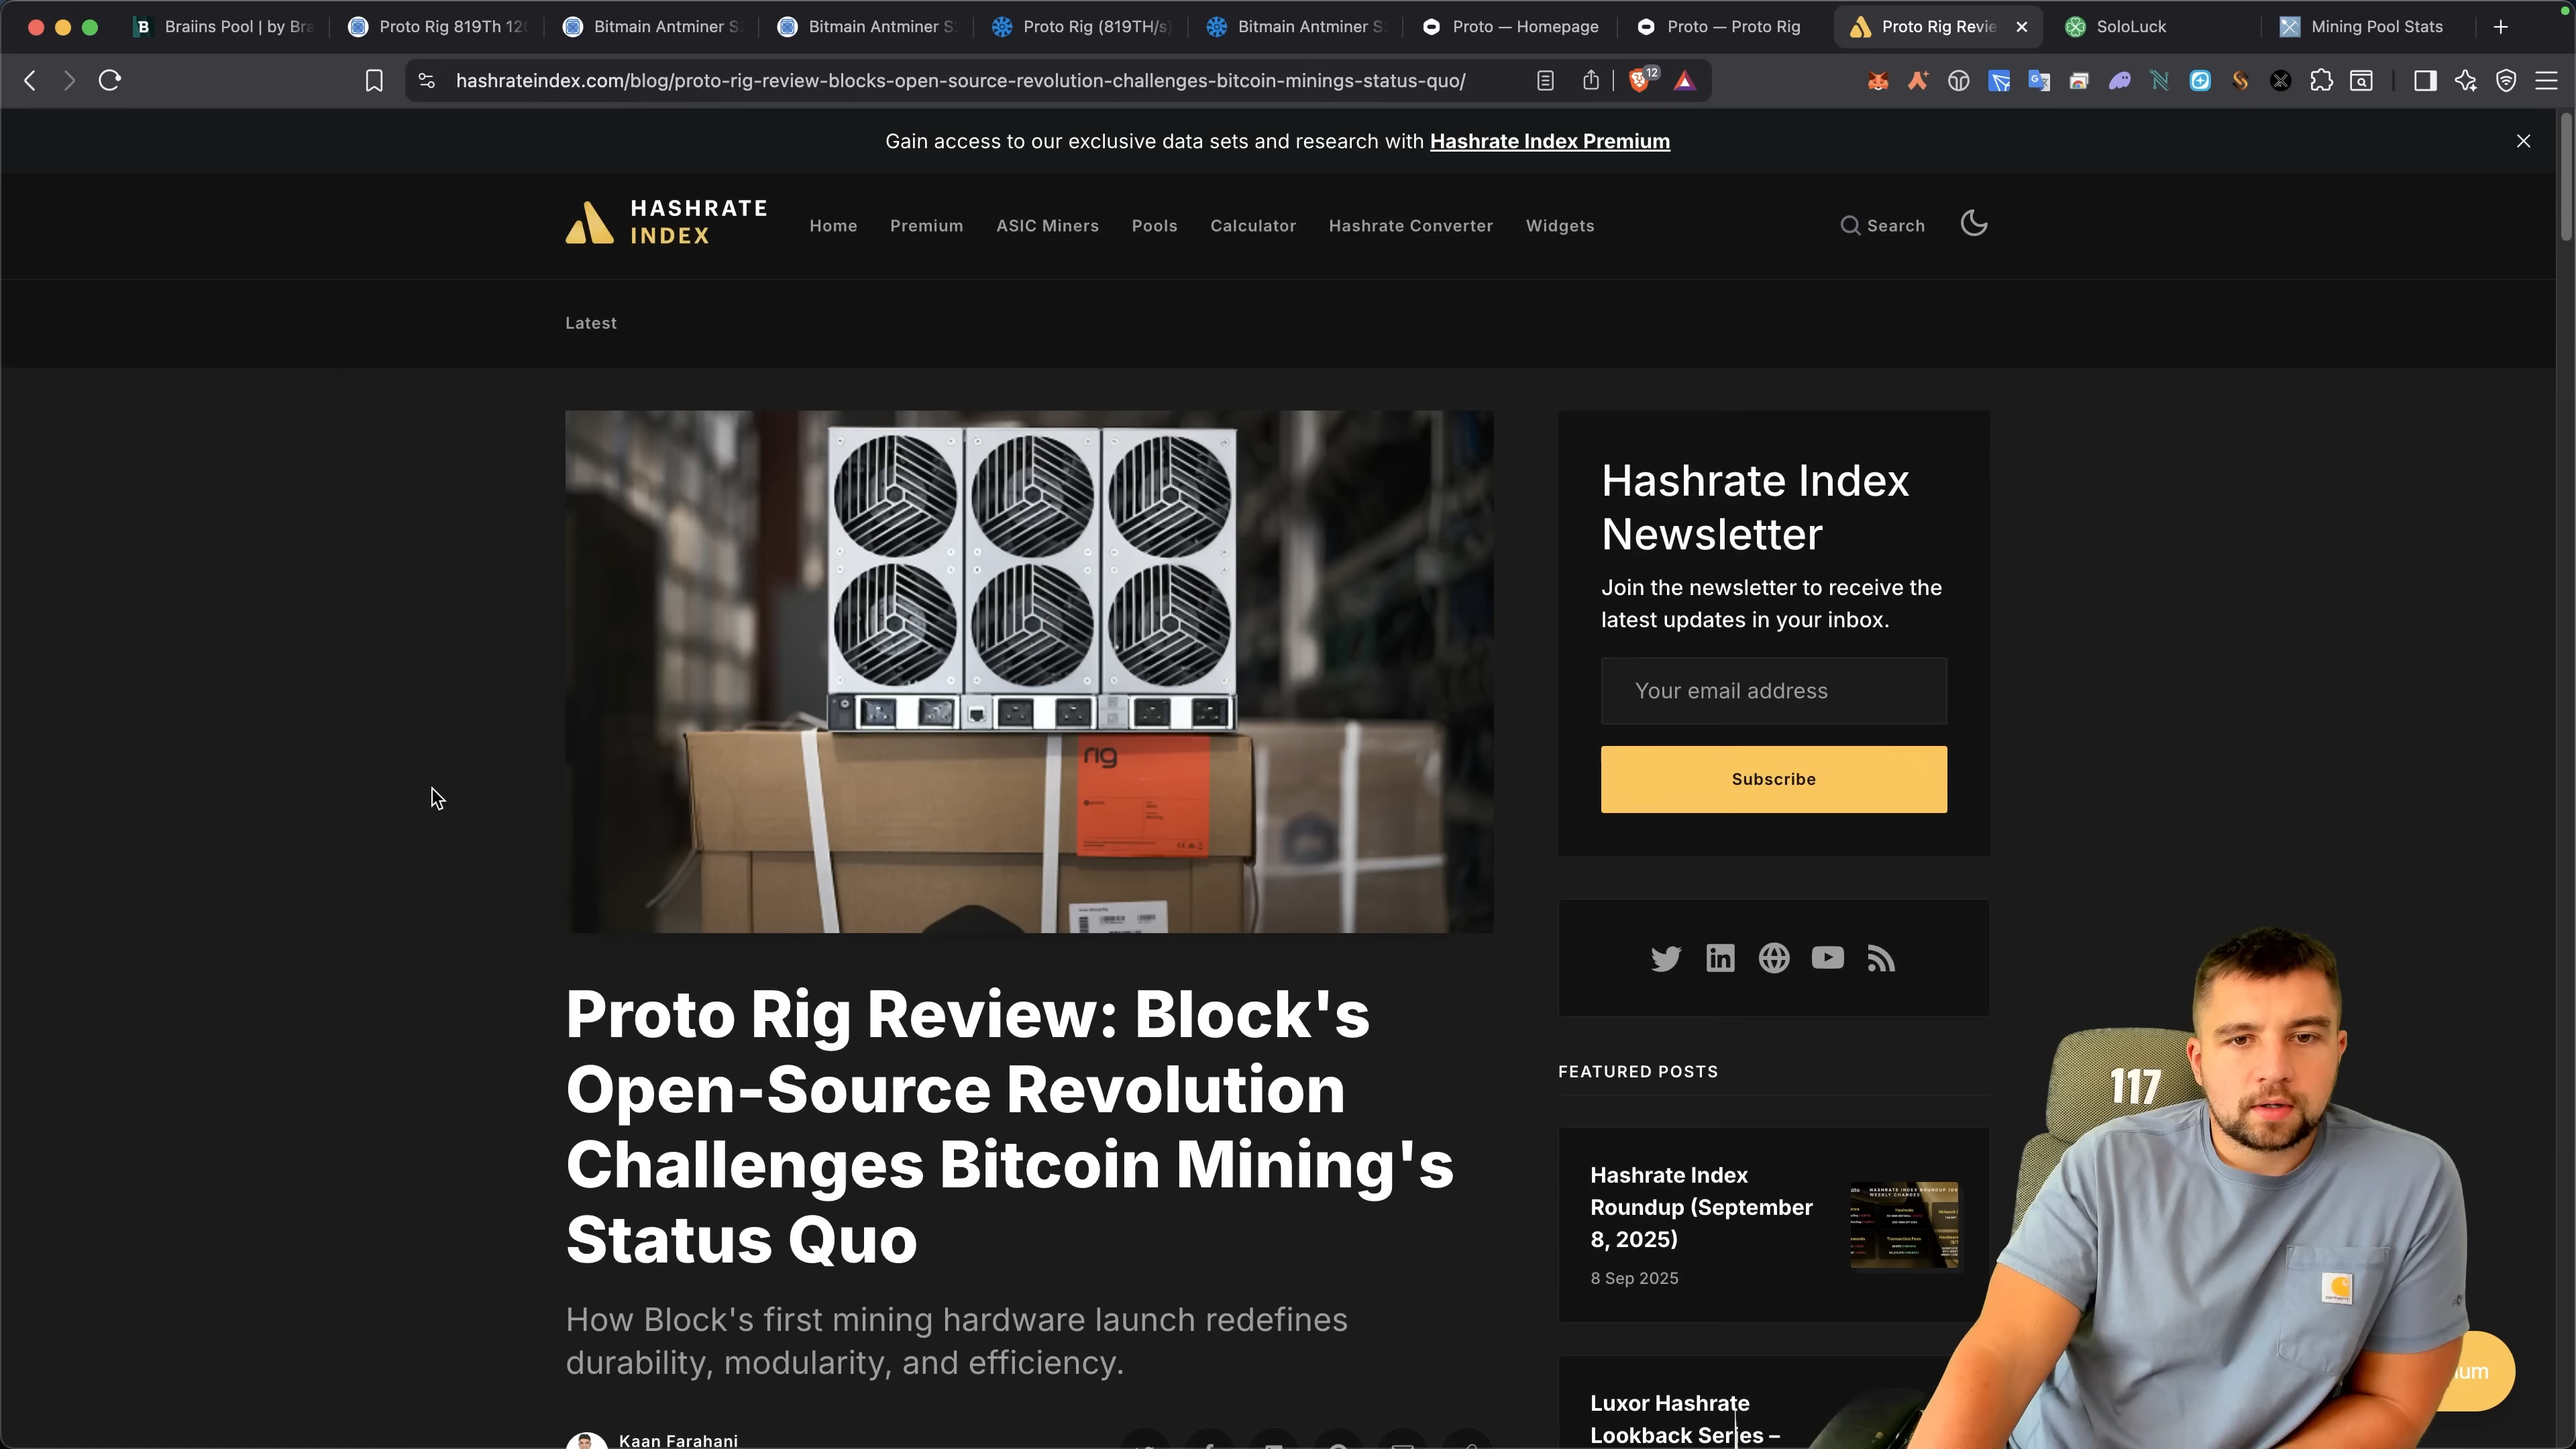 Braiins Pool | by Bra
Proto Rig 819Th 120
Bitmain Antminer S
Bitmain Antminer S
Proto Rig (819TH/s)
Bitmain Antminer S
Proto — Homepage
Proto — Proto Rig
Proto Rig Revie
SoloLuck
Mining Pool Stats
hashrateindex.com/blog/proto-rig-review-blocks-open-source-revolution-challenges-bitcoin-minings-status-quo/
12
Gain access to our exclusive data sets and research with Hashrate Index Premium
HASHRATE
INDEX
Home
Premium
ASIC Miners
Pools
Calculator
Hashrate Converter
Widgets
Search
Latest
rig
Proto Rig Review: Block's
Open-Source Revolution
Challenges Bitcoin Mining's
Status Quo
How Block's first mining hardware launch redefines
durability, modularity, and efficiency.
Kaan Farahani
Hashrate Index
Newsletter
Join the newsletter to receive the
latest updates in your inbox.
Your email address
Subscribe
FEATURED POSTS
Hashrate Index
Roundup (September
8, 2025)
8 Sep 2025
Luxor Hashrate
Lookback Series –
117